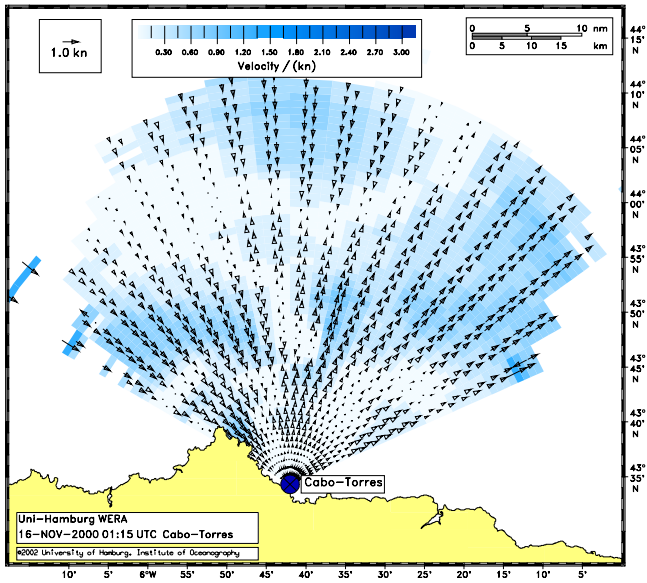 1.0 kn
0.30 0.60 0.90 1.20 1.50 1.80 2.10 2.40 2.70 3.00
Velocity / (kn)
0 5 10 nm
0 5 10 15 km
44°
15'
N
44°
10'
N
44°
05'
N
44°
00'
N
43°
55'
N
43°
50'
N
43°
45'
N
43°
40'
N
43°
35'
N
Cabo-Torres
Uni-Hamburg WERA
16-NOV-2000 01:15 UTC Cabo-Torres
©2002 University of Hamburg, Institute of Oceanography
10' 5' 6°W 55' 50' 45' 40' 35' 30' 25' 20' 15' 10' 5'